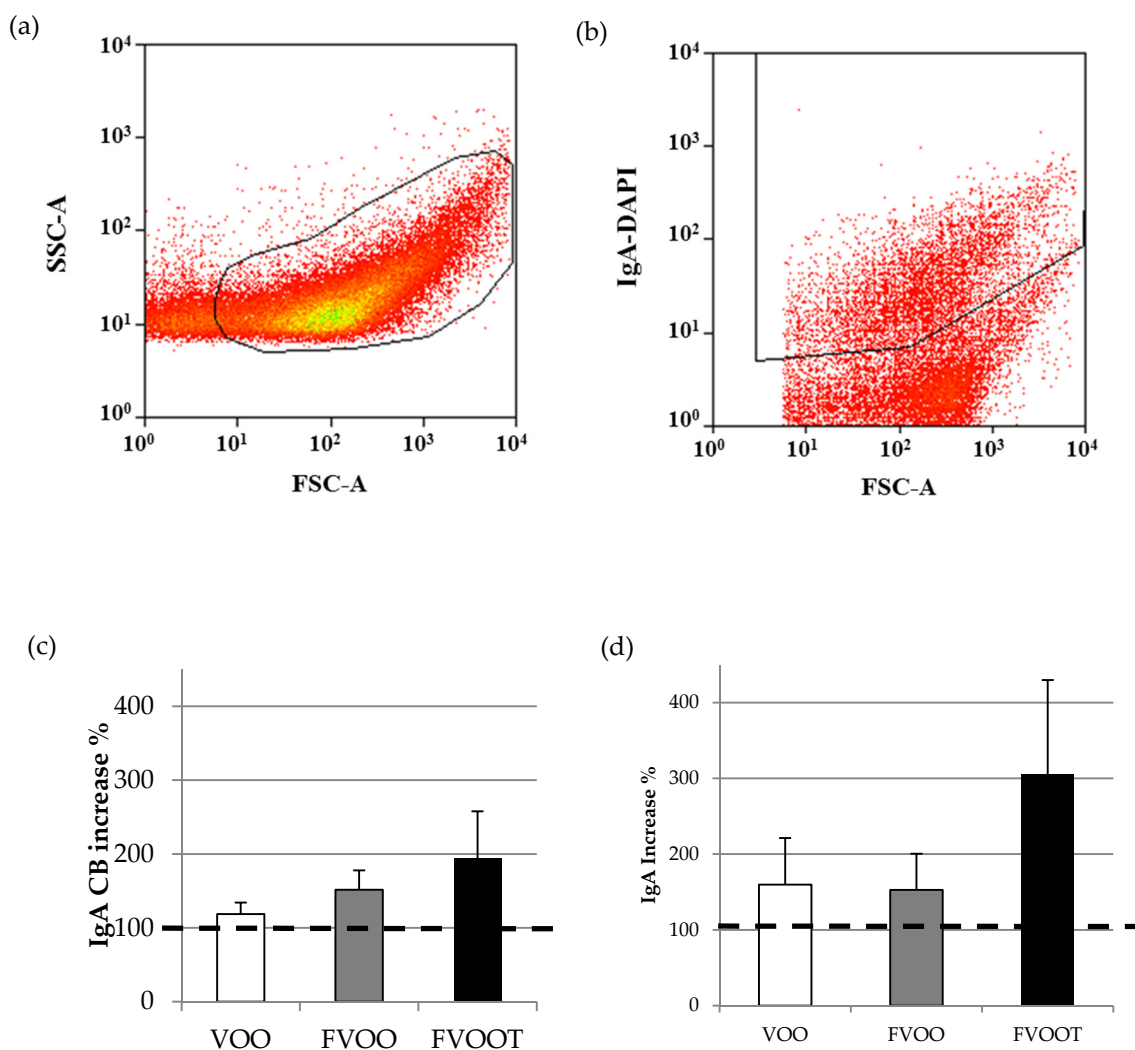 (a)
10⁴
10³
10²
10¹
10⁰
SSC-A
10⁰ 10¹ 10² 10³ 10⁴
FSC-A
(b)
10⁴
10³
10²
10¹
10⁰
IgA-DAPI
10⁰ 10¹ 10² 10³ 10⁴
FSC-A
(c)
400
300
200
100
0
IgA CB increase %
VOO FVOO FVOOT
(d)
400
300
200
100
0
IgA Increase %
VOO FVOO FVOOT